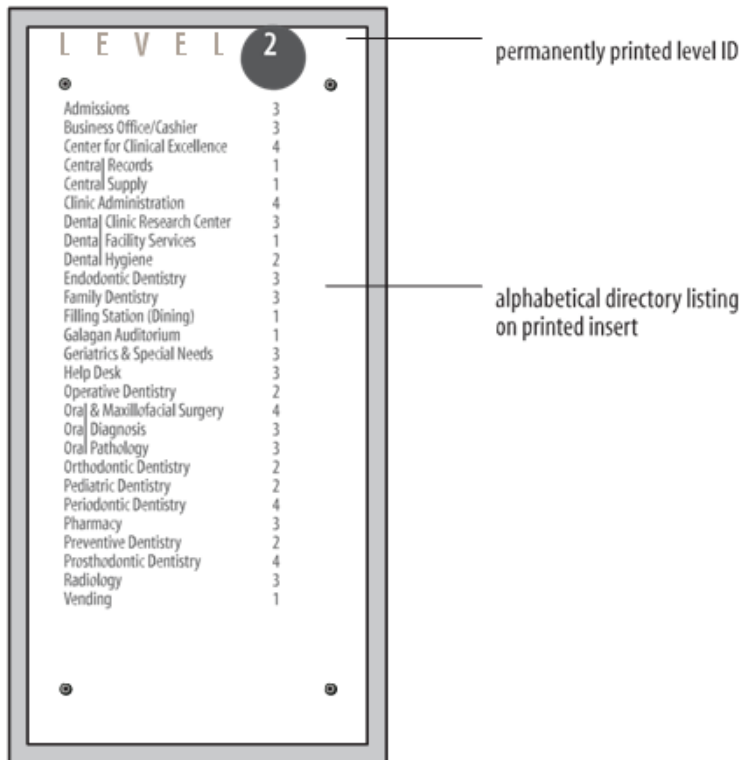 LEVEL 2
permanently printed level ID
Admissions 3
Business Office/Cashier 3
Center for Clinical Excellence 4
Central Records 1
Central Supply 1
Clinic Administration 4
Dental Clinic Research Center 3
Dental Facility Services 1
Dental Hygiene 2
Endodontic Dentistry 3
Family Dentistry 3
Filling Station (Dining) 1
Galagan Auditorium 1
Geriatrics & Special Needs 3
Help Desk 3
Operative Dentistry 2
Oral & Maxillofacial Surgery 4
Oral Diagnosis 3
Oral Pathology 3
Orthodontic Dentistry 2
Pediatric Dentistry 2
Periodontic Dentistry 4
Pharmacy 3
Preventive Dentistry 2
Prosthodontic Dentistry 4
Radiology 3
Vending 1
alphabetical directory listing
on printed insert